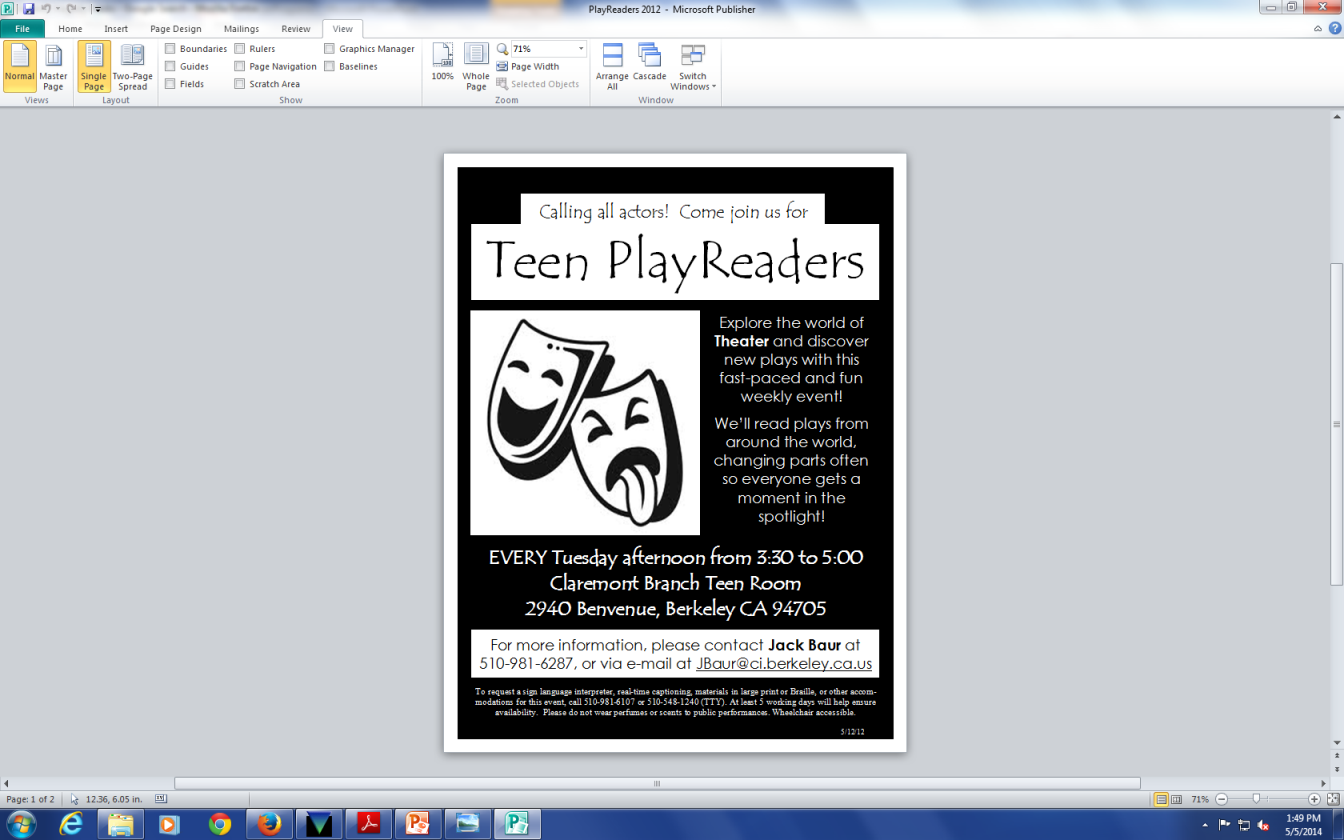 PlayReaders 2012 - Microsoft Publisher
File Home Insert Page Design Mailings Review View
Normal
Master Page
Views
Single Page
Two-Page Spread
Layout
Boundaries Rulers Graphics Manager
Guides Page Navigation Baselines
Fields Scratch Area
Show
100%
Whole Page
71%
Page Width
Selected Objects
Zoom
Arrange All
Cascade
Switch Windows
Window
Calling all actors! Come join us for
Teen PlayReaders
Explore the world of
Theater and discover
new plays with this
fast-paced and fun
weekly event!
We'll read plays from
around the world,
changing parts often
so everyone gets a
moment in the
spotlight!
EVERY Tuesday afternoon from 3:30 to 5:00
Claremont Branch Teen Room
2940 Benvenue, Berkeley CA 94705
For more information, please contact Jack Baur at
510-981-6287, or via e-mail at JBaur@ci.berkeley.ca.us
To request a sign language interpreter, real-time captioning, materials in large print or Braille, or other accom-
modations for this event, call 510-981-6107 or 510-548-1240 (TTY). At least 5 working days will help ensure
availability. Please do not wear perfumes or scents to public performances. Wheelchair accessible.
5/12/12
Page: 1 of 2 12.36, 6.05 in. 71%
1:49 PM
5/5/2014